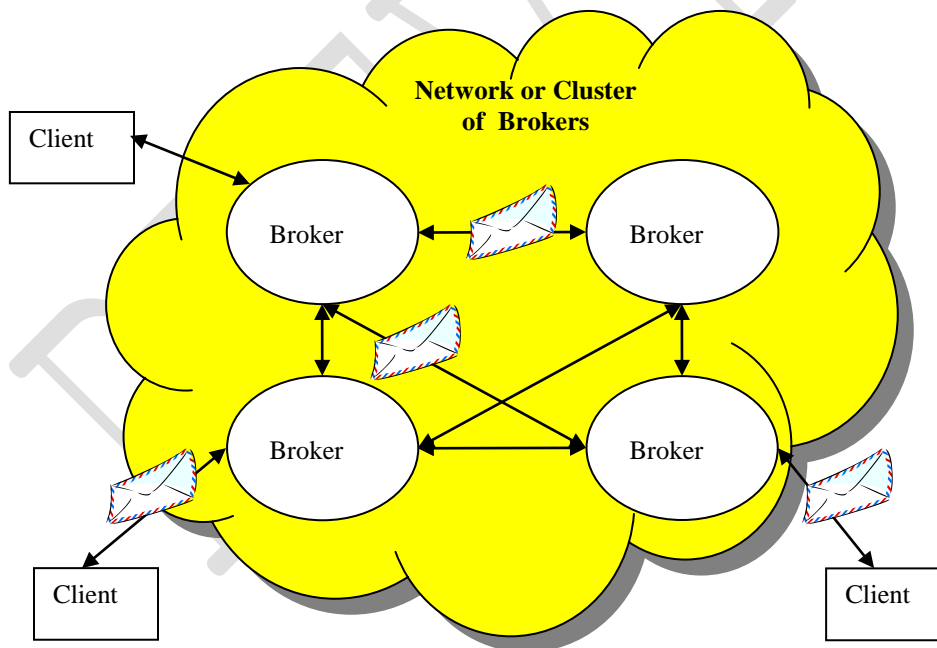 Network or Cluster
of Brokers
Client
Broker
Broker
Broker
Broker
Client
Client